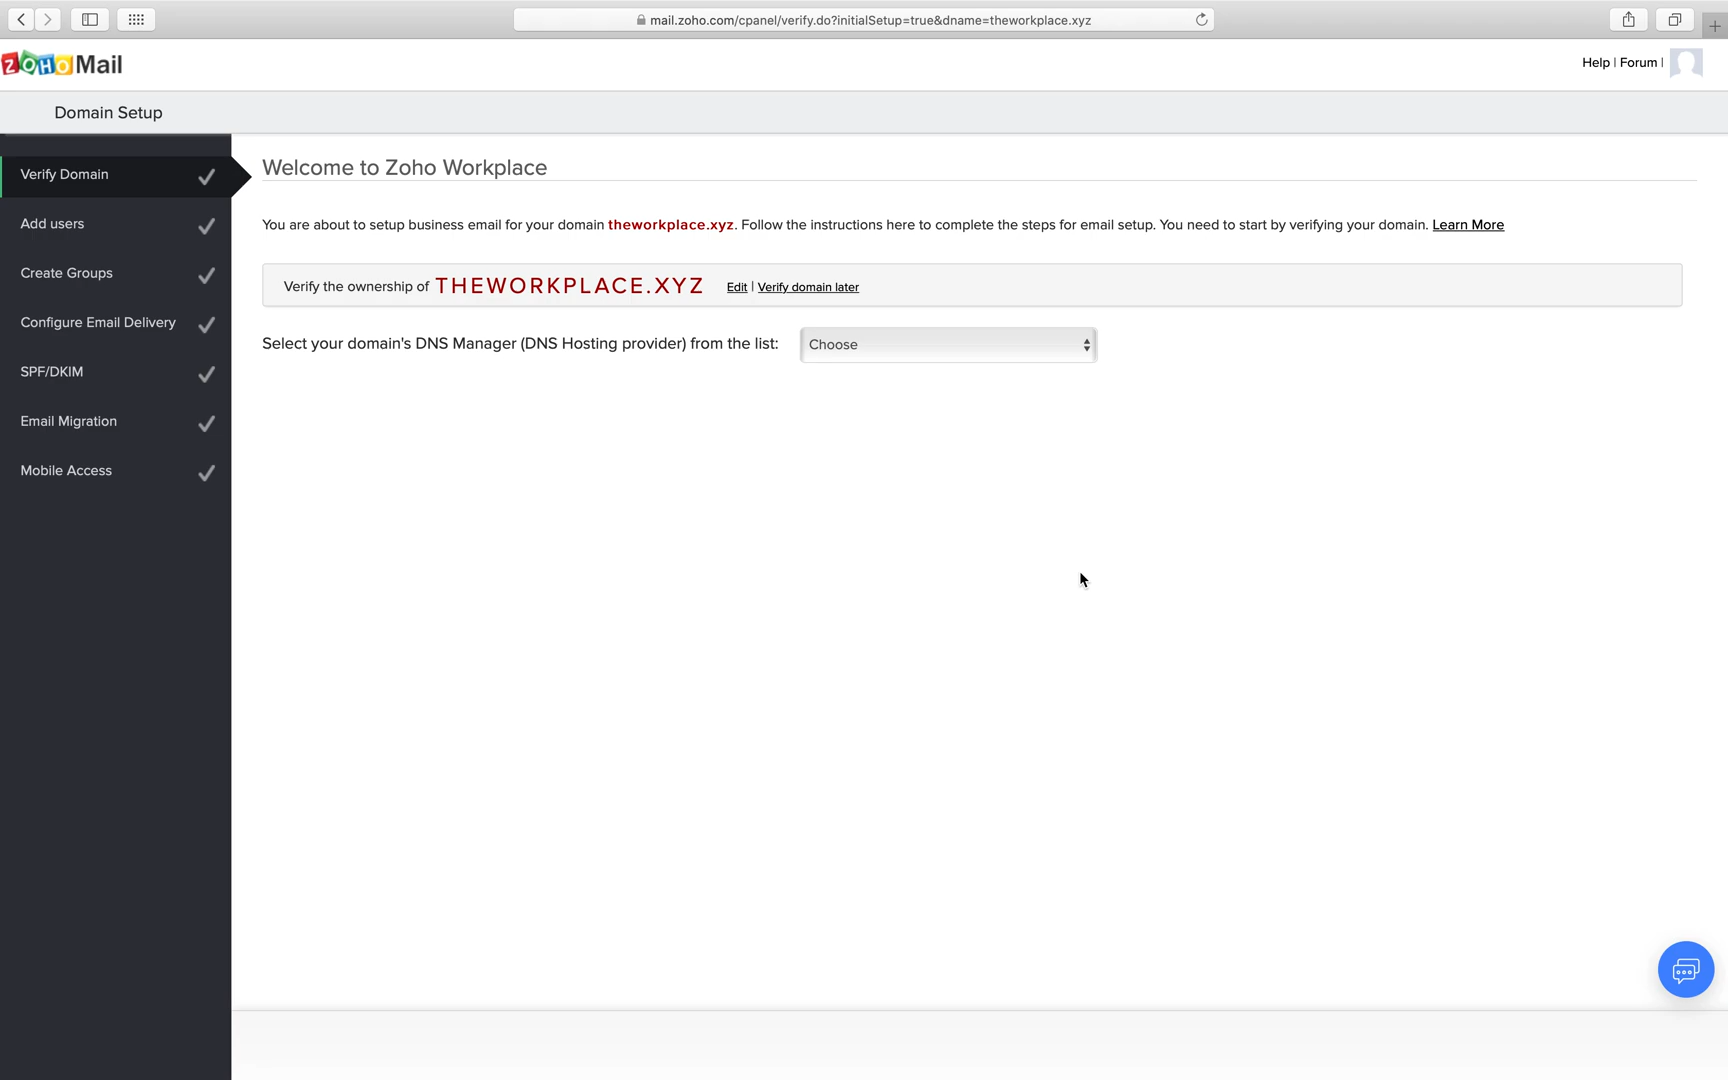 mail.zoho.com/cpanel/verify.do?initialSetup=true&dname=theworkplace.xyz
ZOHO Mail
Help | Forum |
Domain Setup
Verify Domain
Add users
Create Groups
Configure Email Delivery
SPF/DKIM
Email Migration
Mobile Access
Welcome to Zoho Workplace
You are about to setup business email for your domain theworkplace.xyz. Follow the instructions here to complete the steps for email setup. You need to start by verifying your domain. Learn More
Verify the ownership of THEWORKPLACE.XYZ Edit | Verify domain later
Select your domain's DNS Manager (DNS Hosting provider) from the list: Choose